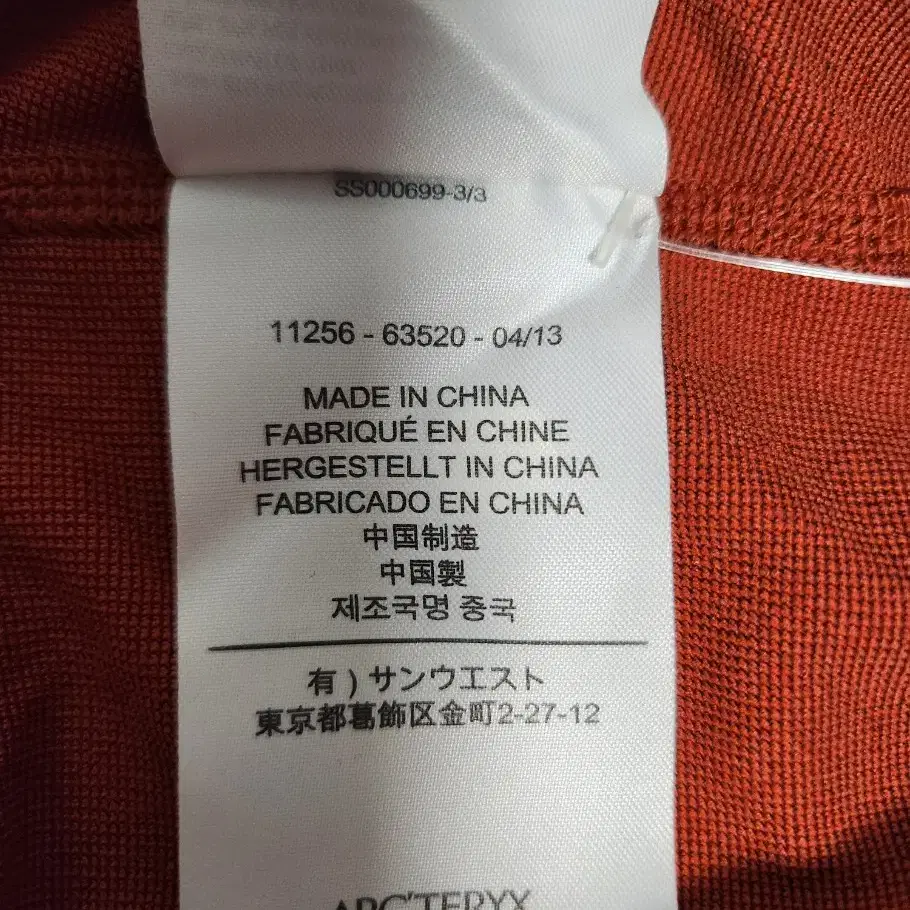 SS000699-3/3
11256 - 63520 - 04/13
MADE IN CHINA
FABRIQUÉ EN CHINE
HERGESTELLT IN CHINA
FABRICADO EN CHINA
中国制造
中国製
제조국명 중국
有）サンウエスト
東京都葛飾区金町2-27-12
ARC'TERYX